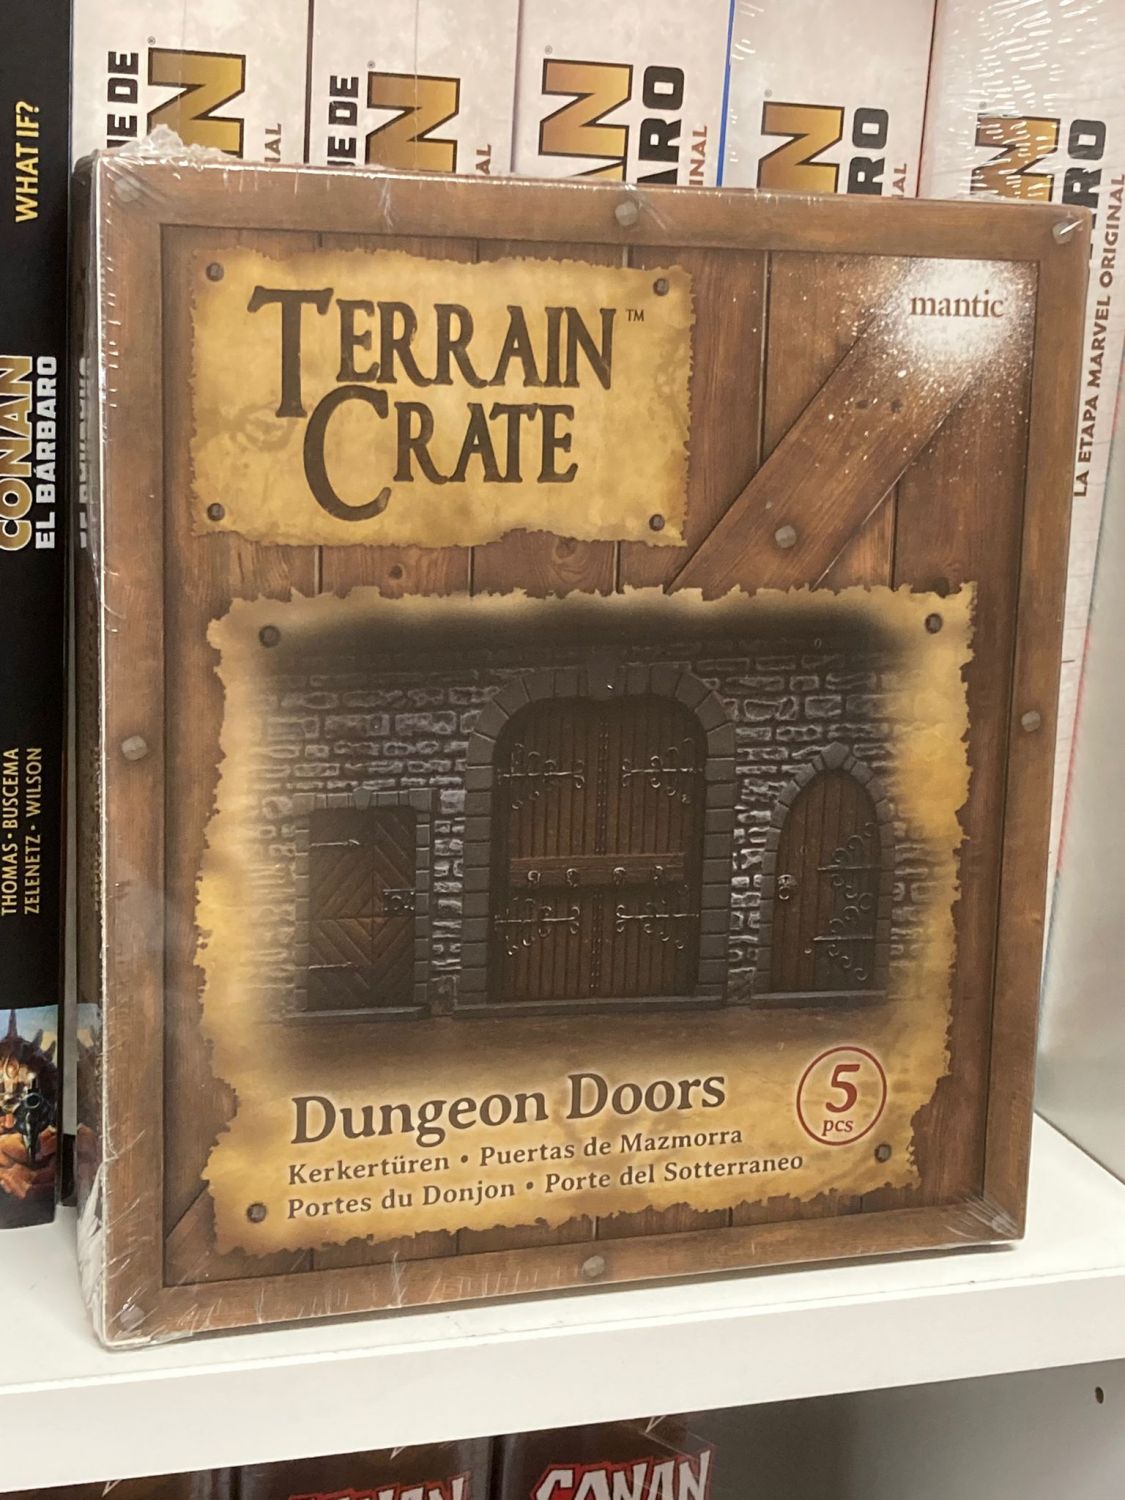 WHAT IF?
CONAN
EL BÁRBARO
THOMAS · BUSCEMA
ZELENETZ · WILSON
LA ETAPA MARVEL ORIGINAL
TERRAIN™
CRATE
mantic
Dungeon Doors
5
pcs
Kerkertüren • Puertas de Mazmorra
Portes du Donjon • Porte del Sotterraneo
CONAN